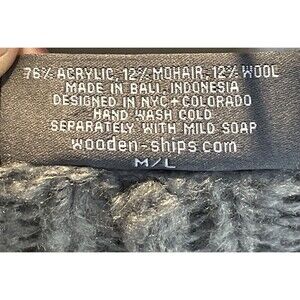 76% ACRYLIC, 12% MOHAIR, 12% WOOL
MADE IN BALI, INDONESIA
DESIGNED IN NYC + COLORADO
HAND WASH COLD
SEPARATELY WITH MILD SOAP
wooden-ships.com
M/L